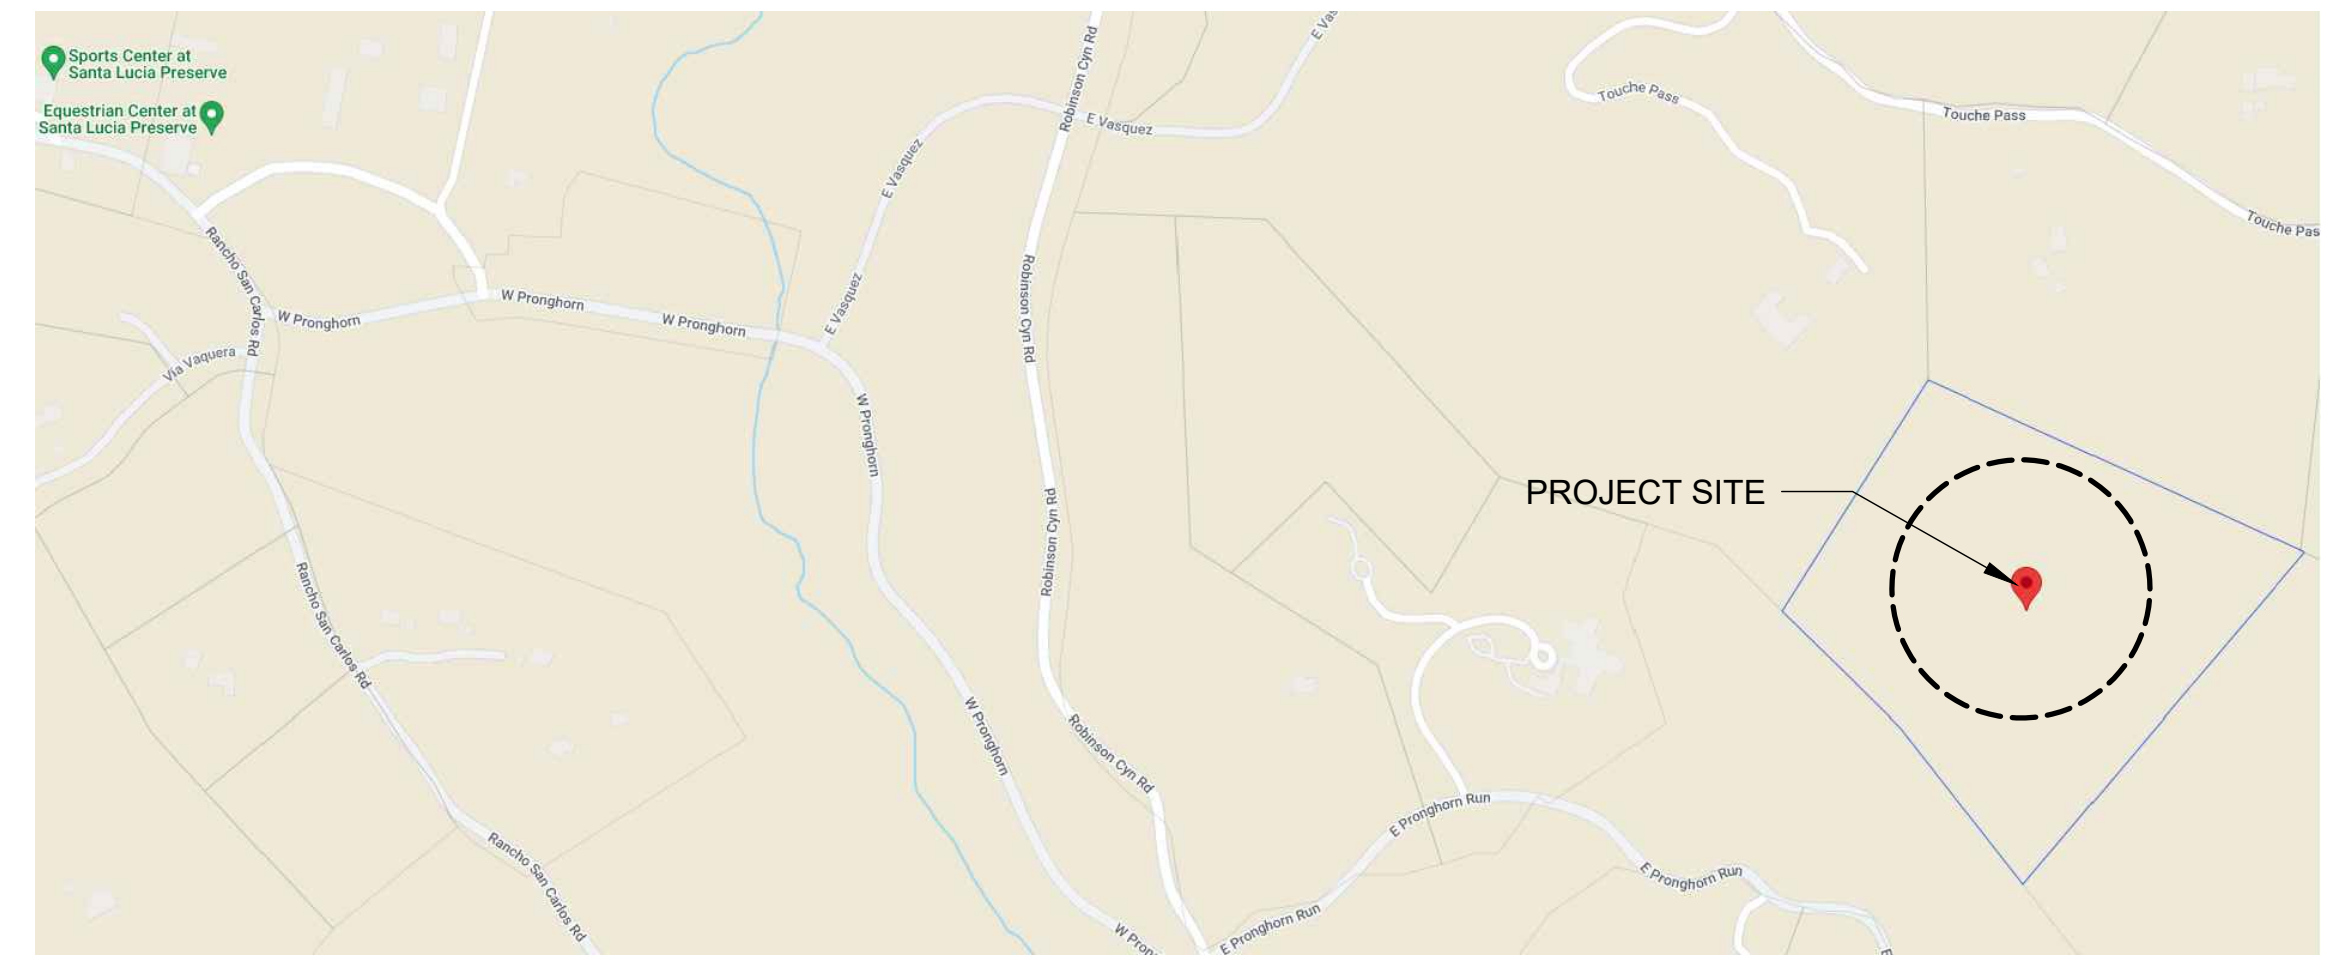 Sports Center at
Santa Lucia Preserve
Equestrian Center at
Santa Lucia Preserve
Robinson Cyn Rd
E Vas
E Vasquez
E Vasquez
E Vasquez
Touche Pass
Touche Pass
Touche Pas
Rancho San Carlos Rd
W Pronghorn
W Pronghorn
W Pronghorn
Via Vaquera
Robinson Cyn Rd
W Pronghorn
Robinson Cyn Rd
PROJECT SITE
Rancho San Carlos Rd
W Pronghorn
Robinson Cyn Rd
E Pronghorn Run
E Pronghorn Run
Rancho San Carlos Rd
W Pron
E Pronghorn Run
E